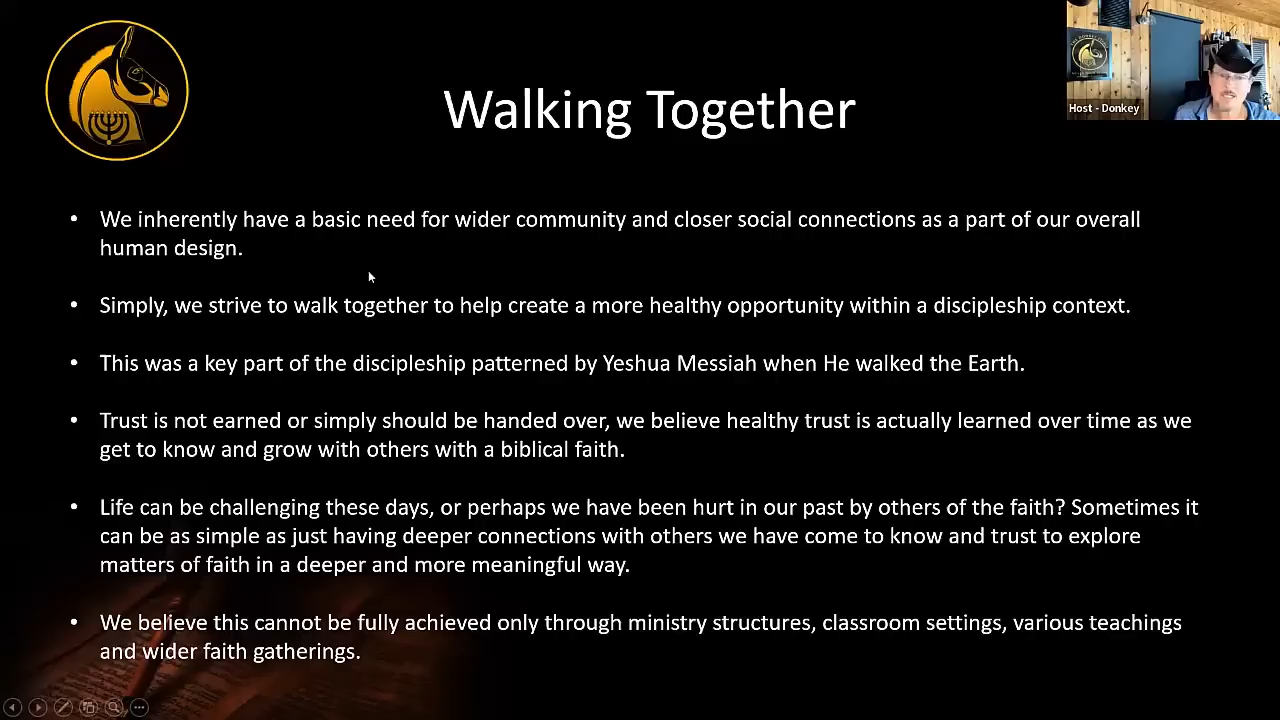 Walking Together
Host - Donkey
• We inherently have a basic need for wider community and closer social connections as a part of our overall
human design.
• Simply, we strive to walk together to help create a more healthy opportunity within a discipleship context.
• This was a key part of the discipleship patterned by Yeshua Messiah when He walked the Earth.
• Trust is not earned or simply should be handed over, we believe healthy trust is actually learned over time as we
get to know and grow with others with a biblical faith.
• Life can be challenging these days, or perhaps we have been hurt in our past by others of the faith? Sometimes it
can be as simple as just having deeper connections with others we have come to know and trust to explore
matters of faith in a deeper and more meaningful way.
• We believe this cannot be fully achieved only through ministry structures, classroom settings, various teachings
and wider faith gatherings.